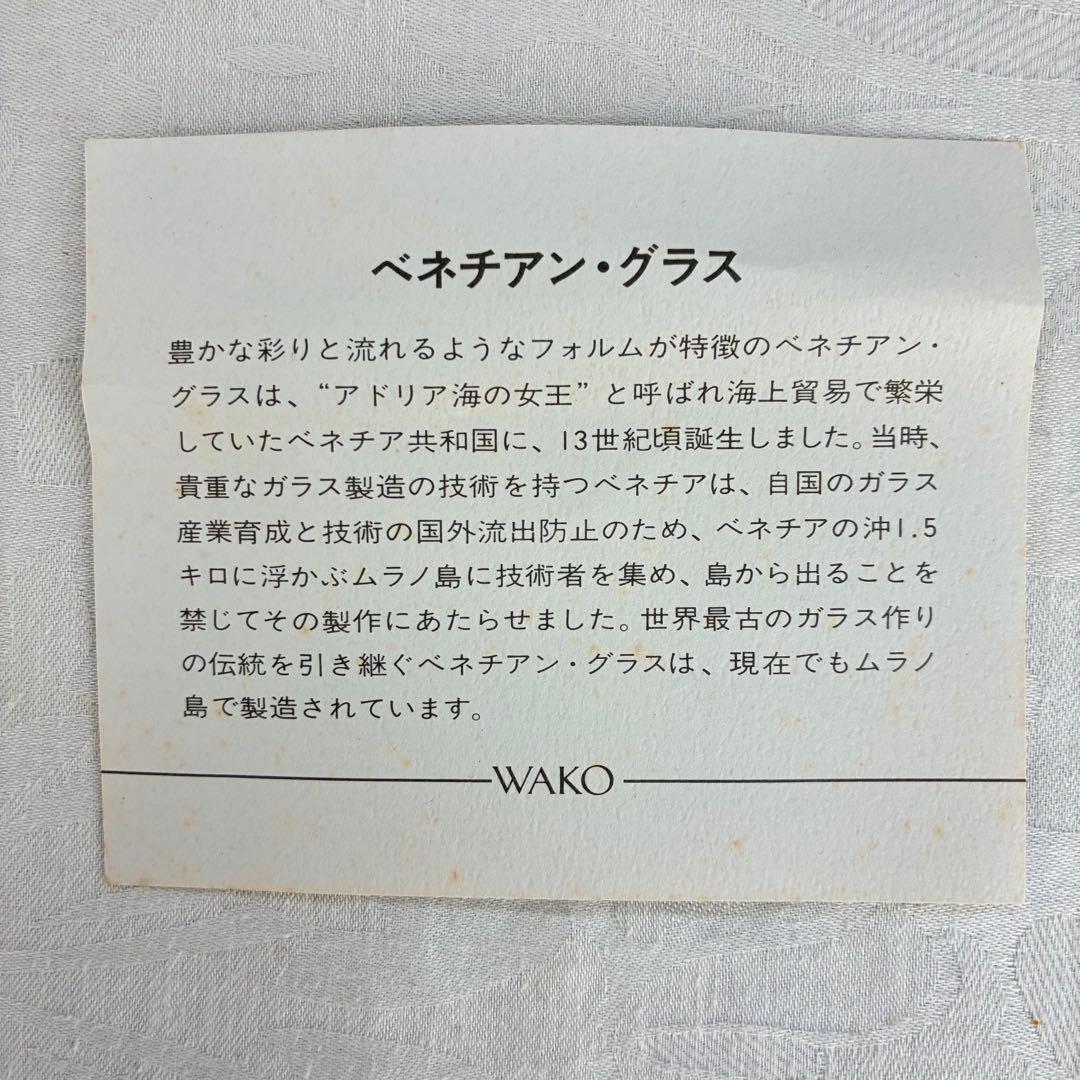 ベネチアン・グラス
豊かな彩りと流れるようなフォルムが特徴のベネチアン・
グラスは、“アドリア海の女王”と呼ばれ海上貿易で繁栄
していたベネチア共和国に、13世紀頃誕生しました。当時、
貴重なガラス製造の技術を持つベネチアは、自国のガラス
産業育成と技術の国外流出防止のため、ベネチアの沖1.5
キロに浮かぶムラノ島に技術者を集め、島から出ることを
禁じてその製作にあたらせました。世界最古のガラス作り
の伝統を引き継ぐベネチアン・グラスは、現在でもムラノ
島で製造されています。
WAKO